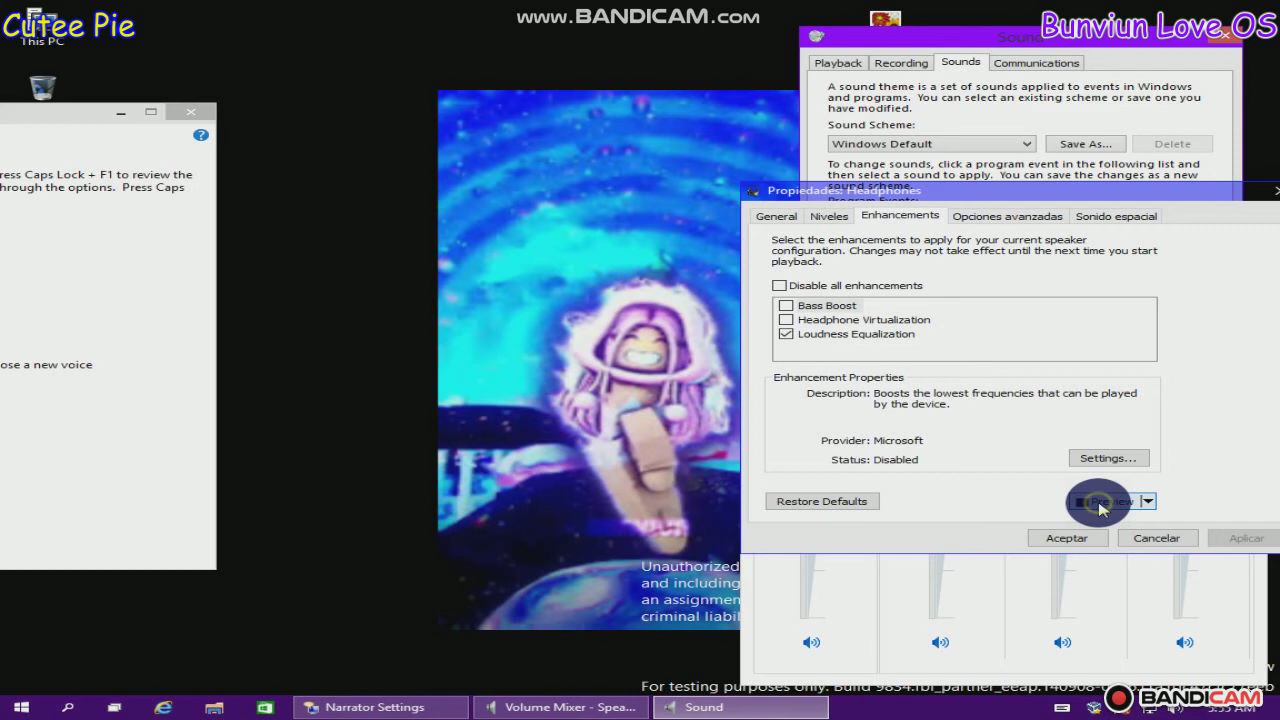 www.BANDICAM.com
Cutee Pie
Bunviun Love OS
This PC
ress Caps Lock + F1 to review the
through the options. Press Caps
ose a new voice
Playback
Recording
Sounds
Communications
A sound theme is a set of sounds applied to events in Windows
and programs. You can select an existing scheme or save one you
have modified.
Sound Scheme:
Windows Default
Save As...
Delete
To change sounds, click a program event in the following list and
then select a sound to apply. You can save the changes as a new
sound scheme.
Propiedades: Headphones
General
Niveles
Enhancements
Opciones avanzadas
Sonido espacial
Select the enhancements to apply for your current speaker
configuration. Changes may not take effect until the next time you start
playback.
Disable all enhancements
Bass Boost
Headphone Virtualization
Loudness Equalization
Enhancement Properties
Description: Boosts the lowest frequencies that can be played
by the device.
Provider: Microsoft
Status: Disabled
Settings...
Restore Defaults
Preview
Aceptar
Cancelar
Aplicar
Unauthorized
and including
an assignmen
criminal liabil
For testing purposes only. Build 9834.fbl_partner_eeap.140908-0
Narrator Settings
Volume Mixer - Spea...
Sound
BANDICAM